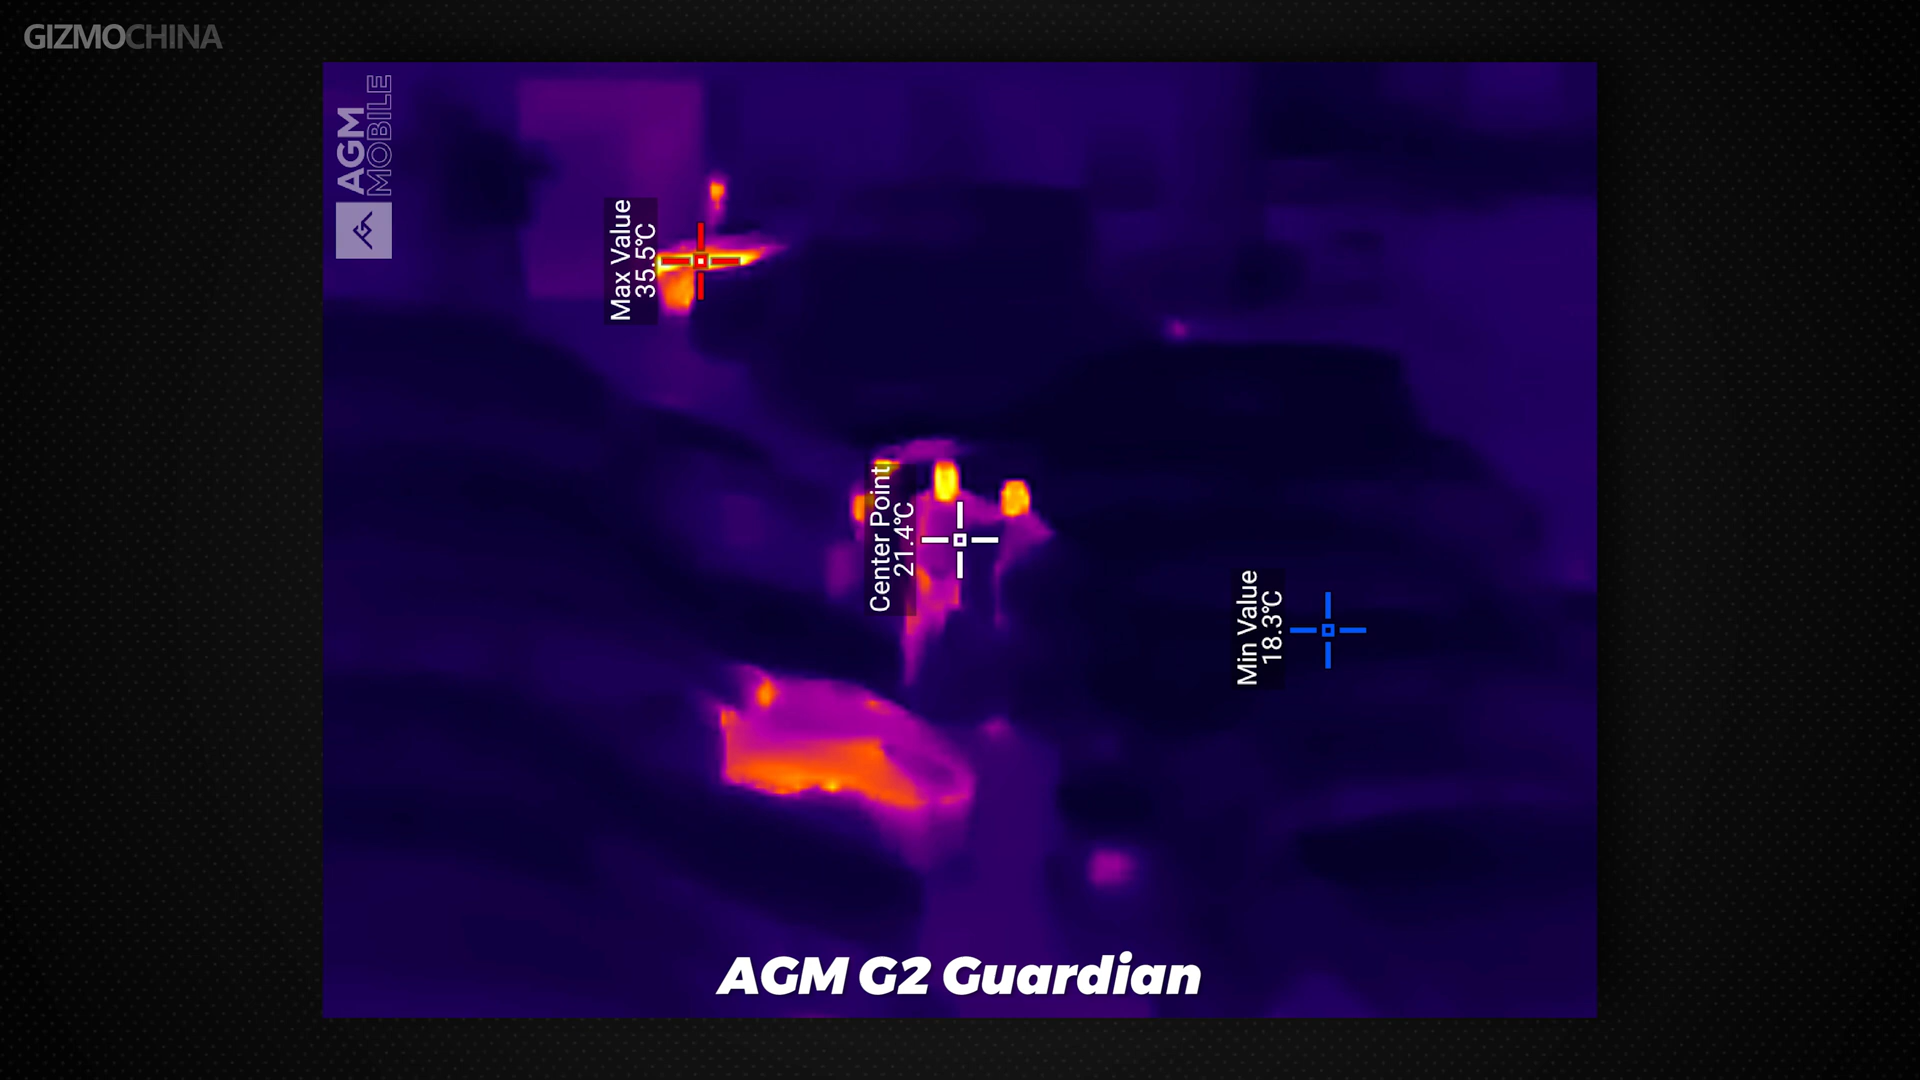 GIZMOCHINA
AGM
MOBILE
Max Value
35.5℃
Center Point
21.4℃
Min Value
18.3℃
AGM G2 Guardian